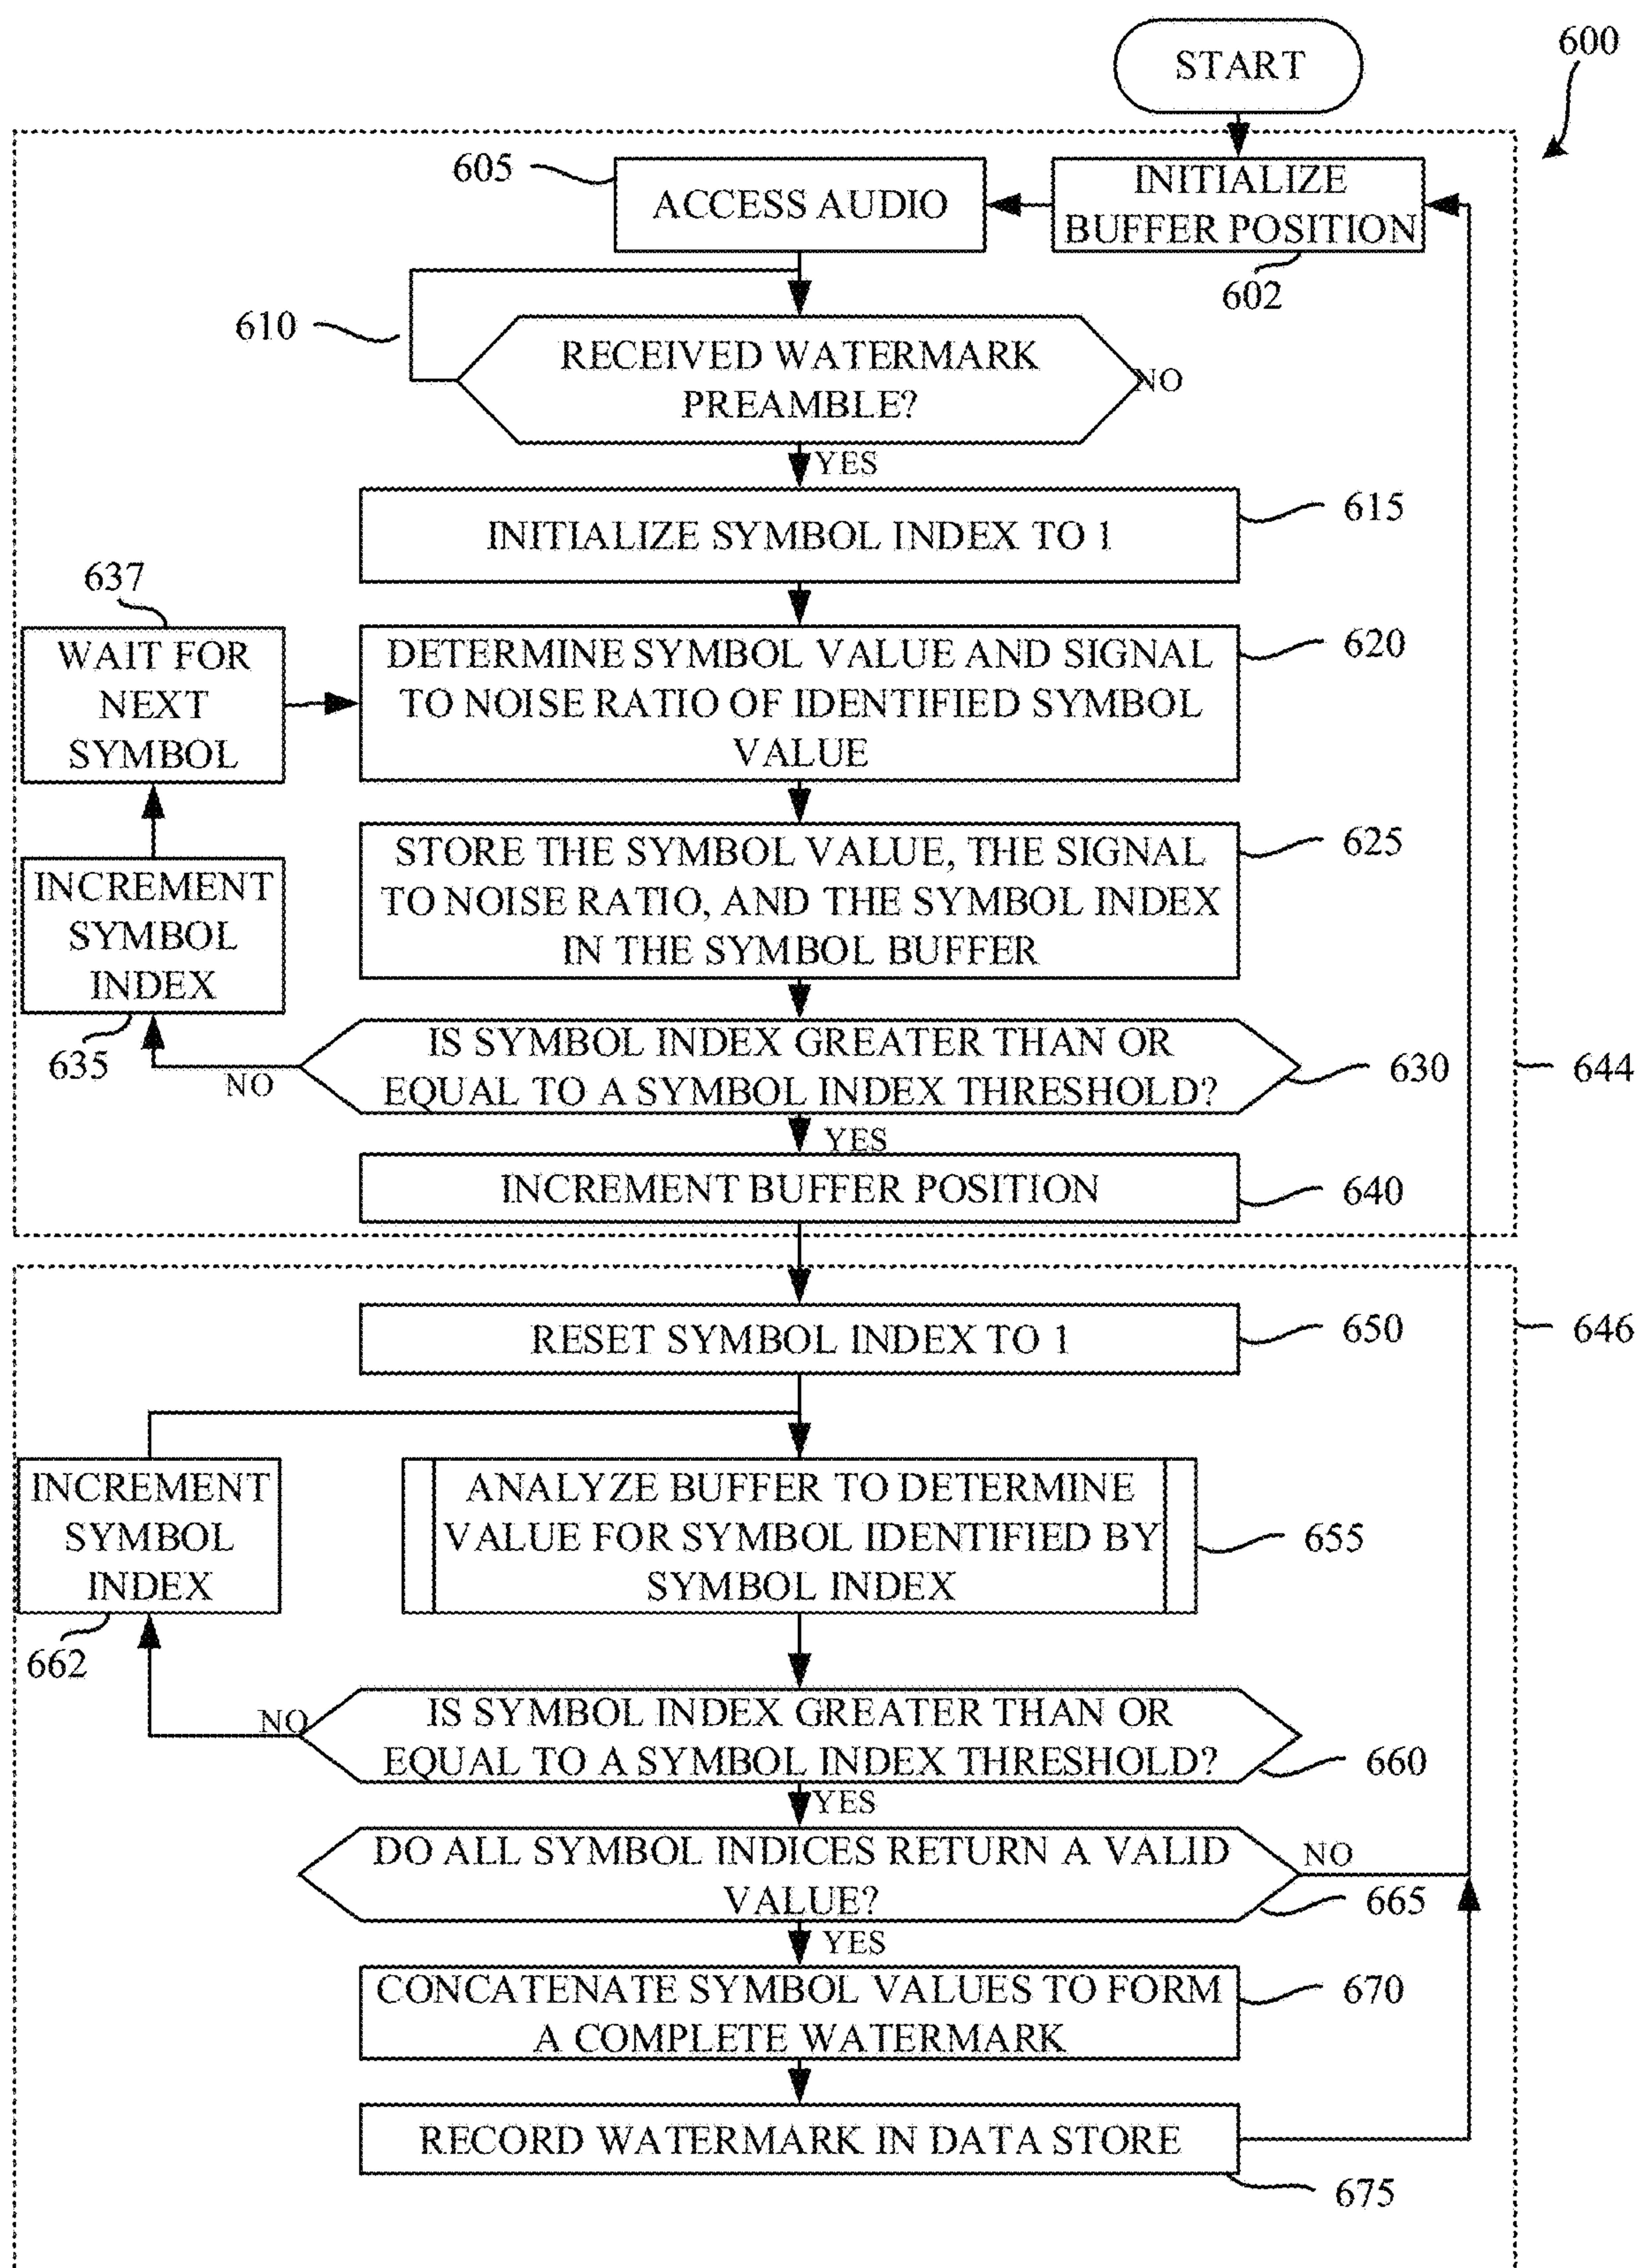 START
600
605
ACCESS AUDIO
INITIALIZE
BUFFER POSITION
602
610
RECEIVED WATERMARK
PREAMBLE?
NO
YES
INITIALIZE SYMBOL INDEX TO 1
615
637
WAIT FOR
NEXT
SYMBOL
DETERMINE SYMBOL VALUE AND SIGNAL
TO NOISE RATIO OF IDENTIFIED SYMBOL
VALUE
620
STORE THE SYMBOL VALUE, THE SIGNAL
TO NOISE RATIO, AND THE SYMBOL INDEX
IN THE SYMBOL BUFFER
625
INCREMENT
SYMBOL
INDEX
635
IS SYMBOL INDEX GREATER THAN OR
EQUAL TO A SYMBOL INDEX THRESHOLD?
630
644
NO
YES
INCREMENT BUFFER POSITION
640
RESET SYMBOL INDEX TO 1
650
646
INCREMENT
SYMBOL
INDEX
662
ANALYZE BUFFER TO DETERMINE
VALUE FOR SYMBOL IDENTIFIED BY
SYMBOL INDEX
655
NO
IS SYMBOL INDEX GREATER THAN OR
EQUAL TO A SYMBOL INDEX THRESHOLD?
660
YES
DO ALL SYMBOL INDICES RETURN A VALID
VALUE?
NO
665
YES
CONCATENATE SYMBOL VALUES TO FORM
A COMPLETE WATERMARK
670
RECORD WATERMARK IN DATA STORE
675